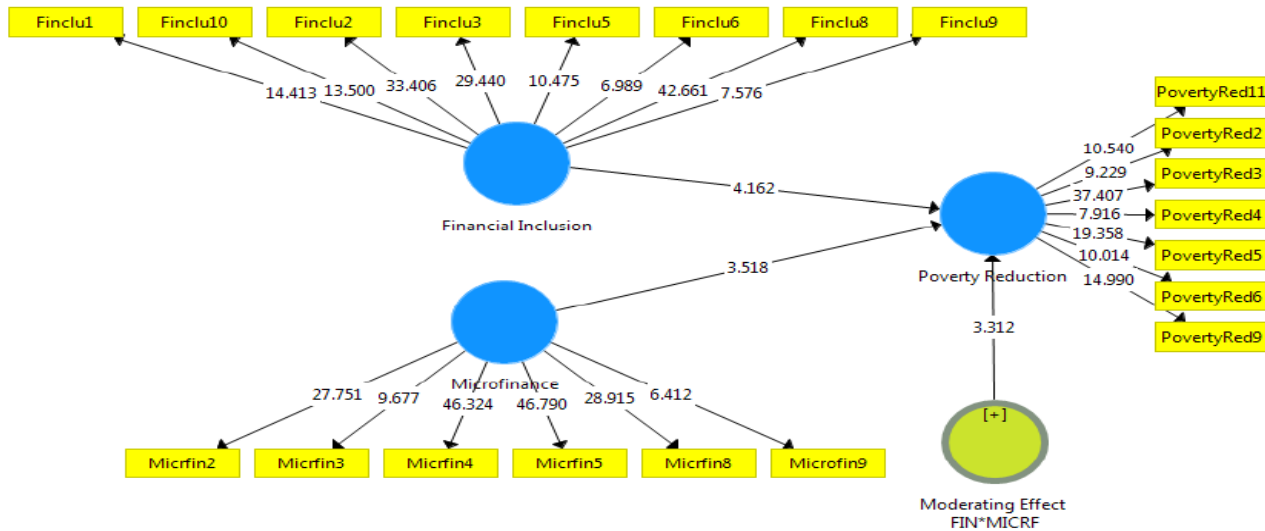 Finclu1
Finclu10
Finclu2
Finclu3
Finclu5
Finclu6
Finclu8
Finclu9
14.413
13.500
33.406
29.440
10.475
6.989
42.661
7.576
Financial Inclusion
4.162
3.518
Microfinance
27.751
9.677
46.324
46.790
28.915
6.412
Micrfin2
Micrfin3
Micrfin4
Micrfin5
Micrfin8
Microfin9
Poverty Reduction
10.540
9.229
37.407
7.916
19.358
10.014
14.990
PovertyRed11
PovertyRed2
PovertyRed3
PovertyRed4
PovertyRed5
PovertyRed6
PovertyRed9
3.312
[+]
Moderating Effect
FIN*MICRF